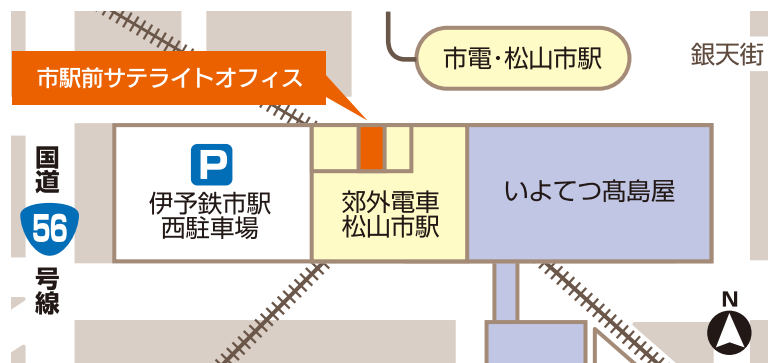 市電・松山市駅
銀天街
市駅前サテライトオフィス
国道
56
号線
P
伊予鉄市駅
西駐車場
郊外電車
松山市駅
いよてつ髙島屋
N